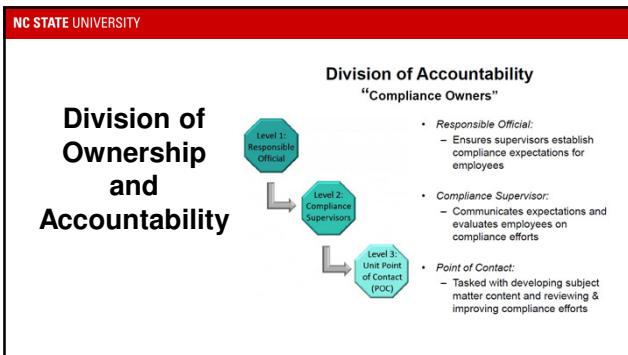 NC STATE UNIVERSITY
Division of
Ownership
and
Accountability
Division of Accountability
“Compliance Owners”
Level 1:
Responsible
Official
Level 2:
Compliance
Supervisors
Level 3:
Unit Point
of Contact
(POC)
• Responsible Official:
– Ensures supervisors establish
compliance expectations for
employees
• Compliance Supervisor:
– Communicates expectations and
evaluates employees on
compliance efforts
• Point of Contact:
– Tasked with developing subject
matter content and reviewing &
improving compliance efforts